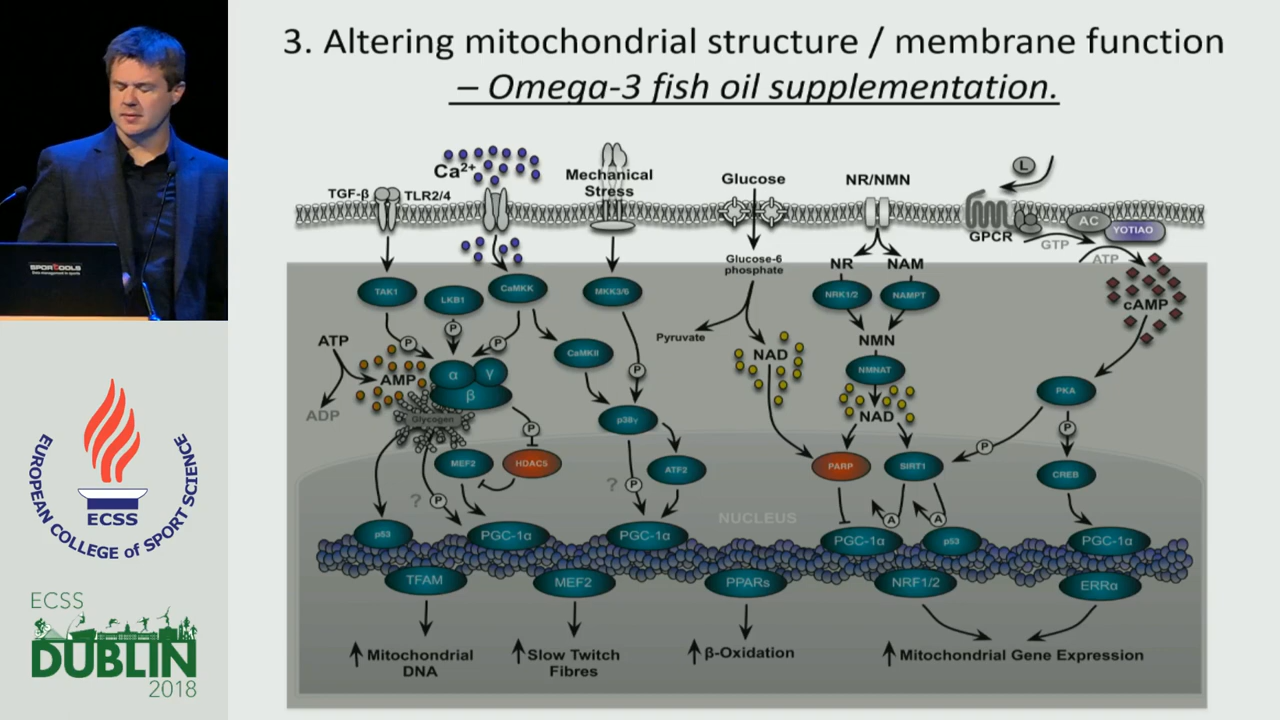 3. Altering mitochondrial structure / membrane function
– Omega-3 fish oil supplementation.
Ca²⁺
Mechanical
Stress
TGF-β
TLR2/4
Glucose
NR/NMN
L
GPCR
AC
YOTIAO
GTP
ATP
Glucose-6
phosphate
NR
NAM
TAK1
LKB1
CaMKK
MKK3/6
NRK1/2
NAMPT
cAMP
P
P
P
ATP
AMP
ADP
α
γ
β
Glycogen
CaMKII
P
Pyruvate
NAD
NMN
NMNAT
NAD
PKA
P
p38γ
P
P
MEF2
HDAC5
ATF2
PARP
SIRT1
CREB
?
P
?
P
NUCLEUS
A
A
p53
PGC-1α
PGC-1α
PGC-1α
p53
PGC-1α
TFAM
MEF2
PPARs
NRF1/2
ERRα
Mitochondrial
DNA
Slow Twitch
Fibres
β-Oxidation
Mitochondrial Gene Expression
EUROPEAN COLLEGE of SPORT SCIENCE
ECSS
ECSS
DUBLIN
2018